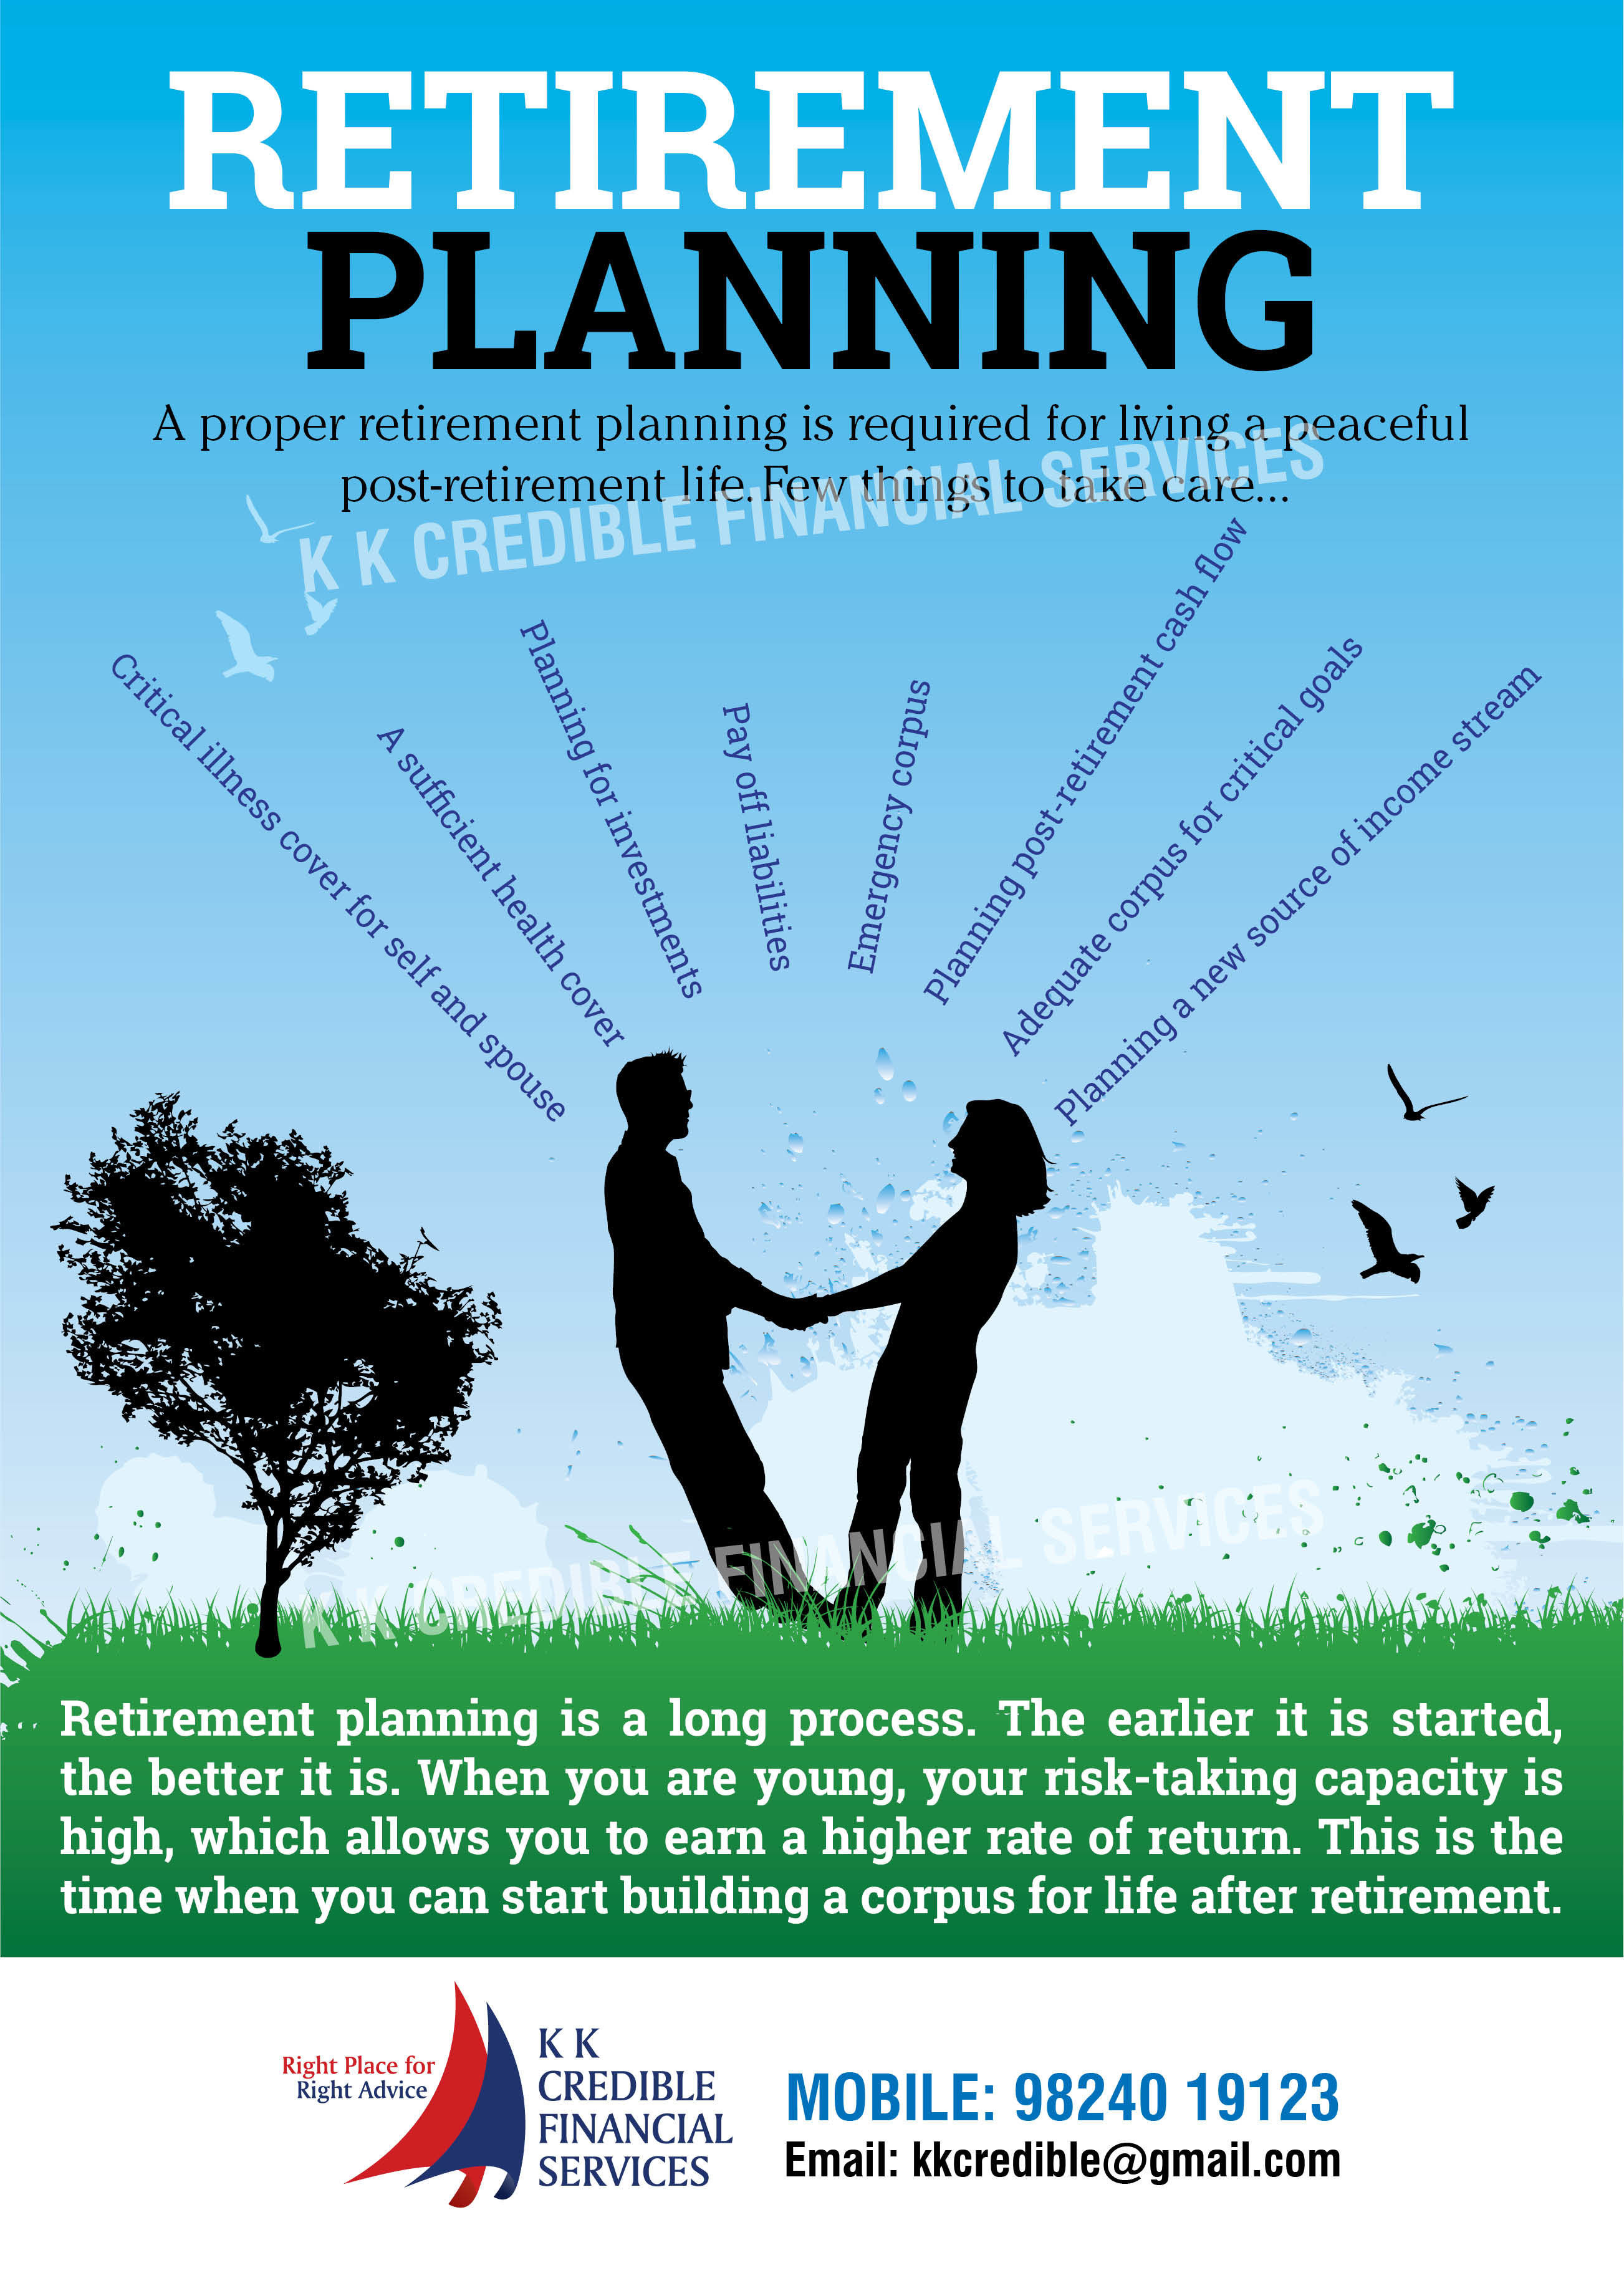 RETIREMENT
PLANNING
A proper retirement planning is required for living a peaceful
post-retirement life. Few things to take care...
K K CREDIBLE FINANCIAL SERVICES
Critical illness cover for self and spouse
A sufficient health cover
Planning for investments
Pay off liabilities
Emergency corpus
Planning post-retirement cash flow
Adequate corpus for critical goals
Planning a new source of income stream
K K CREDIBLE FINANCIAL SERVICES
Retirement planning is a long process. The earlier it is started,
the better it is. When you are young, your risk-taking capacity is
high, which allows you to earn a higher rate of return. This is the
time when you can start building a corpus for life after retirement.
Right Place for
Right Advice
K K
CREDIBLE
FINANCIAL
SERVICES
MOBILE: 98240 19123
Email: kkcredible@gmail.com